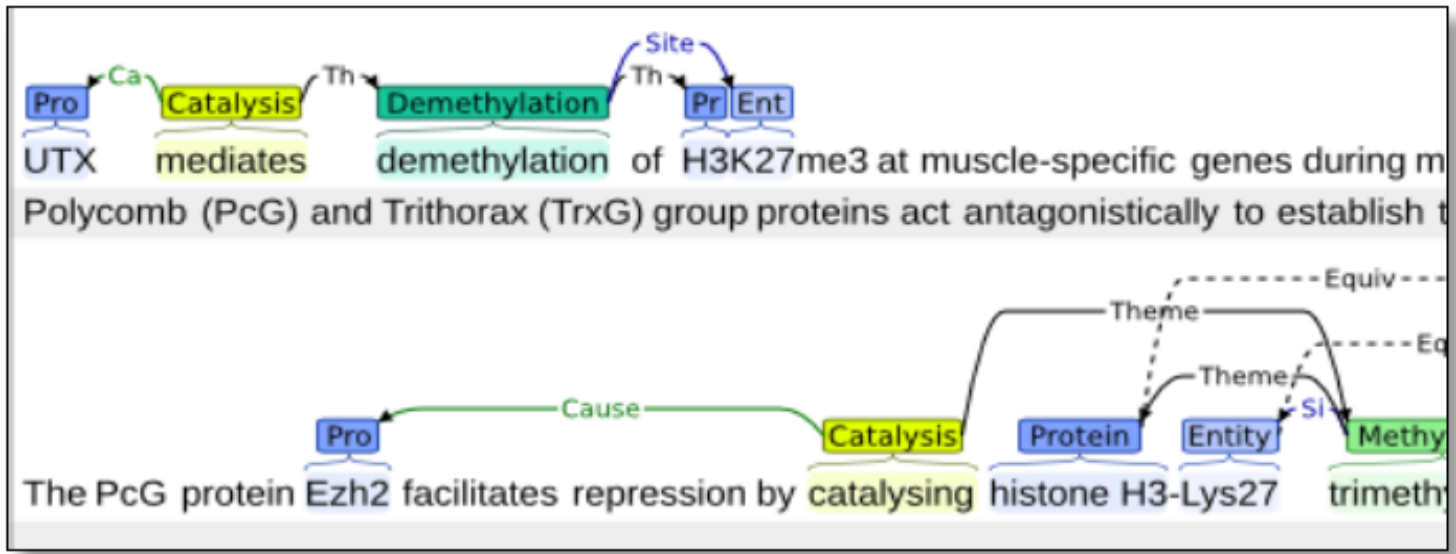 Site
Ca Th Th
Pro Catalysis Demethylation Pr Ent
UTX mediates demethylation of H3K27me3 at muscle-specific genes during m
Polycomb (PcG) and Trithorax (TrxG) group proteins act antagonistically to establish t
Equiv
Theme
Eq
Theme
Cause Si
Pro Catalysis Protein Entity Methy
The PcG protein Ezh2 facilitates repression by catalysing histone H3-Lys27 trimethy